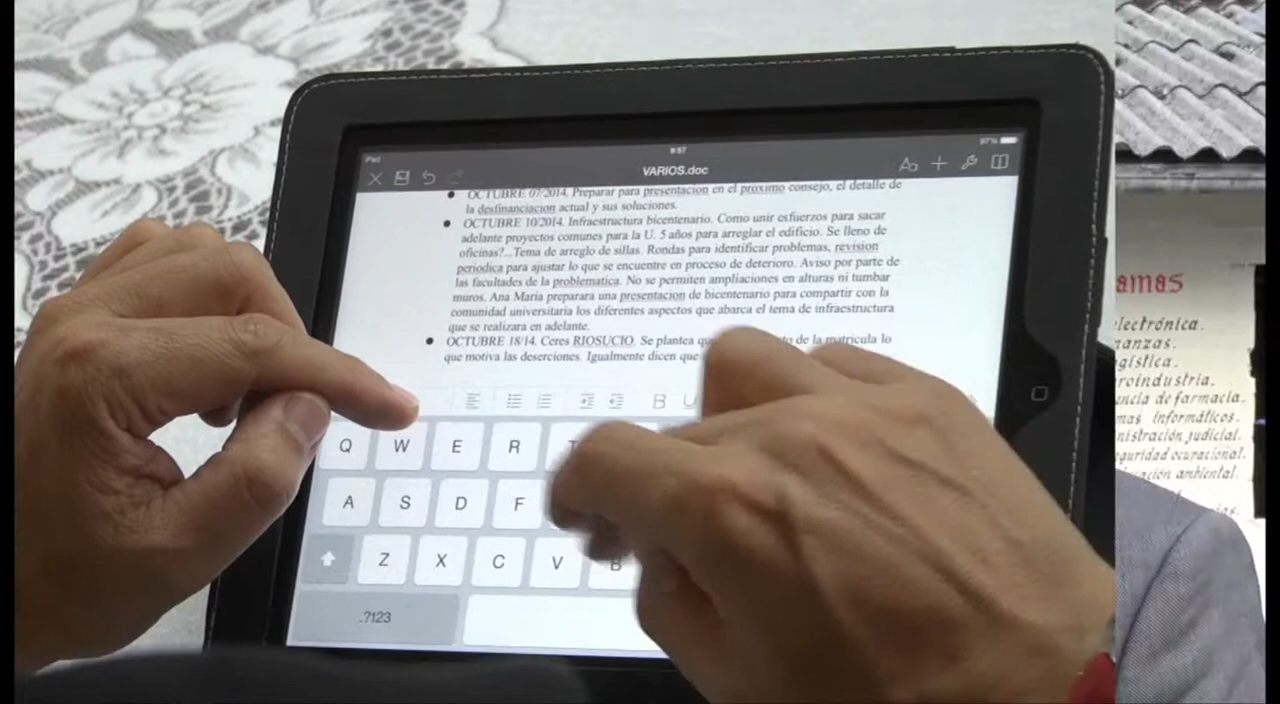 iPad 9:57 97%
VARIOS.doc
OCTUBRE 07/2014. Preparar para presentacion en el proximo consejo, el detalle de
la desfinanciacion actual y sus soluciones.
OCTUBRE 10/2014. Infraestructura bicentenario. Como unir esfuerzos para sacar
adelante proyectos comunes para la U. 5 años para arreglar el edificio. Se lleno de
oficinas?...Tema de arreglo de sillas. Rondas para identificar problemas, revision
periodica para ajustar lo que se encuentre en proceso de deterioro. Aviso por parte de
las facultades de la problematica. No se permiten ampliaciones en alturas ni tumbar
muros. Ana Maria preparara una presentacion de bicentenario para compartir con la
comunidad universitaria los diferentes aspectos que abarca el tema de infraestructura
que se realizara en adelante.
OCTUBRE 18/14. Ceres RIOSUCIO. Se plantea de la matricula lo
que motiva las deserciones. Igualmente dicen que
B U
Q W E R T
A S D F
Z X C V B
.?123
amas
electrónica.
nanzas.
gística.
roindustria.
encia de farmacia.
mas informáticos.
nistración judicial.
eguridad ocupacional.
ación ambiental.